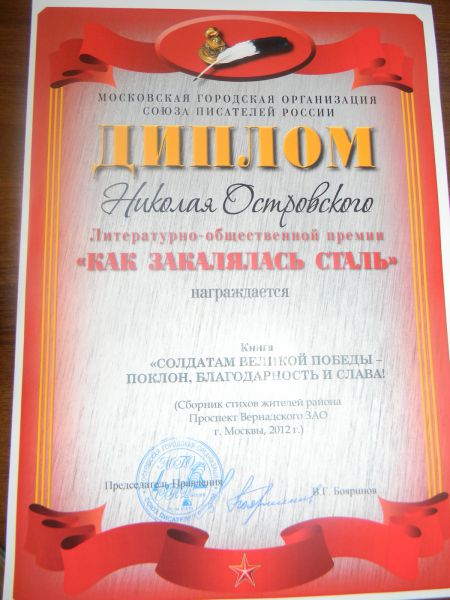 МОСКОВСКАЯ ГОРОДСКАЯ ОРГАНИЗАЦИЯ
СОЮЗА ПИСАТЕЛЕЙ РОССИИ
ДИПЛОМ
Николая Островского
Литературно-общественной премии
«КАК ЗАКАЛЯЛАСЬ СТАЛЬ»
награждается
Книга
«СОЛДАТАМ ВЕЛИКОЙ ПОБЕДЫ –
ПОКЛОН, БЛАГОДАРНОСТЬ И СЛАВА!
(Сборник стихов жителей района
Проспект Вернадского ЗАО
г. Москвы, 2012 г.)
Председатель Правления
В.Г. Бояринов